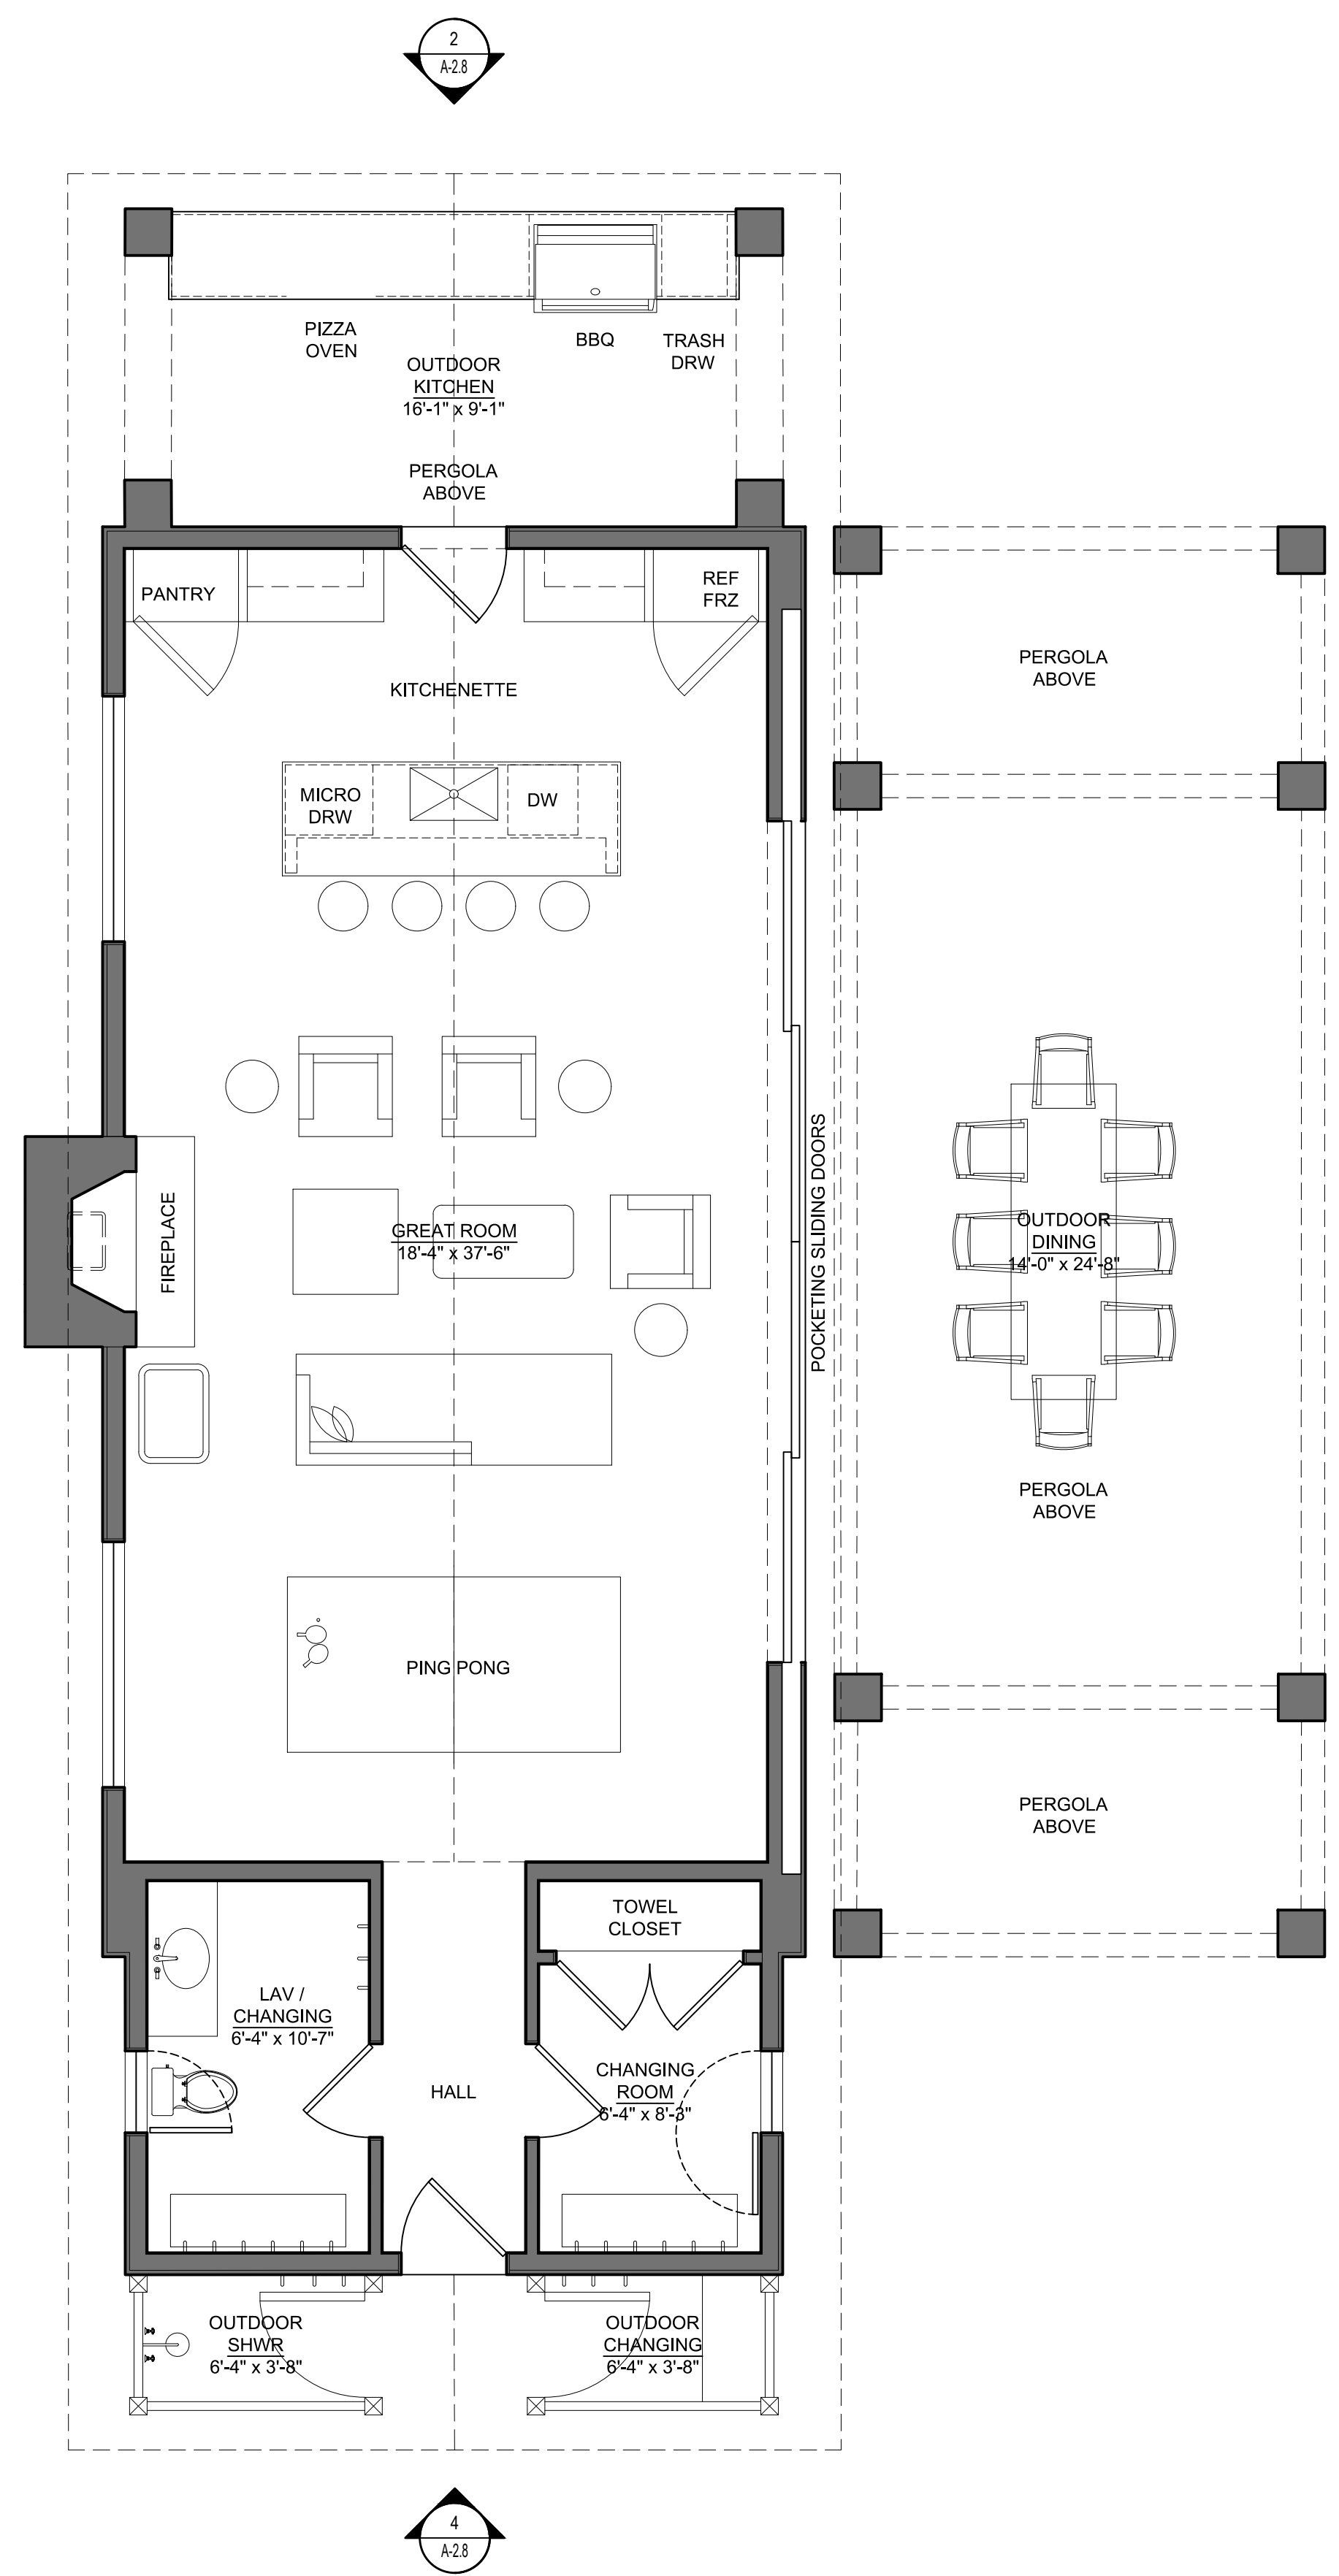 2
A-2.8
PIZZA
OVEN
BBQ
TRASH
DRW
OUTDOOR
KITCHEN
16'-1" x 9'-1"
PERGOLA
ABOVE
PANTRY
REF
FRZ
KITCHENETTE
PERGOLA
ABOVE
MICRO
DRW
DW
FIREPLACE
GREAT ROOM
18'-4" x 37'-6"
POCKETING SLIDING DOORS
OUTDOOR
DINING
14'-0" x 24'-8"
PERGOLA
ABOVE
PING PONG
PERGOLA
ABOVE
TOWEL
CLOSET
LAV /
CHANGING
6'-4" x 10'-7"
HALL
CHANGING
ROOM
6'-4" x 8'-3"
OUTDOOR
SHWR
6'-4" x 3'-8"
OUTDOOR
CHANGING
6'-4" x 3'-8"
4
A-2.8